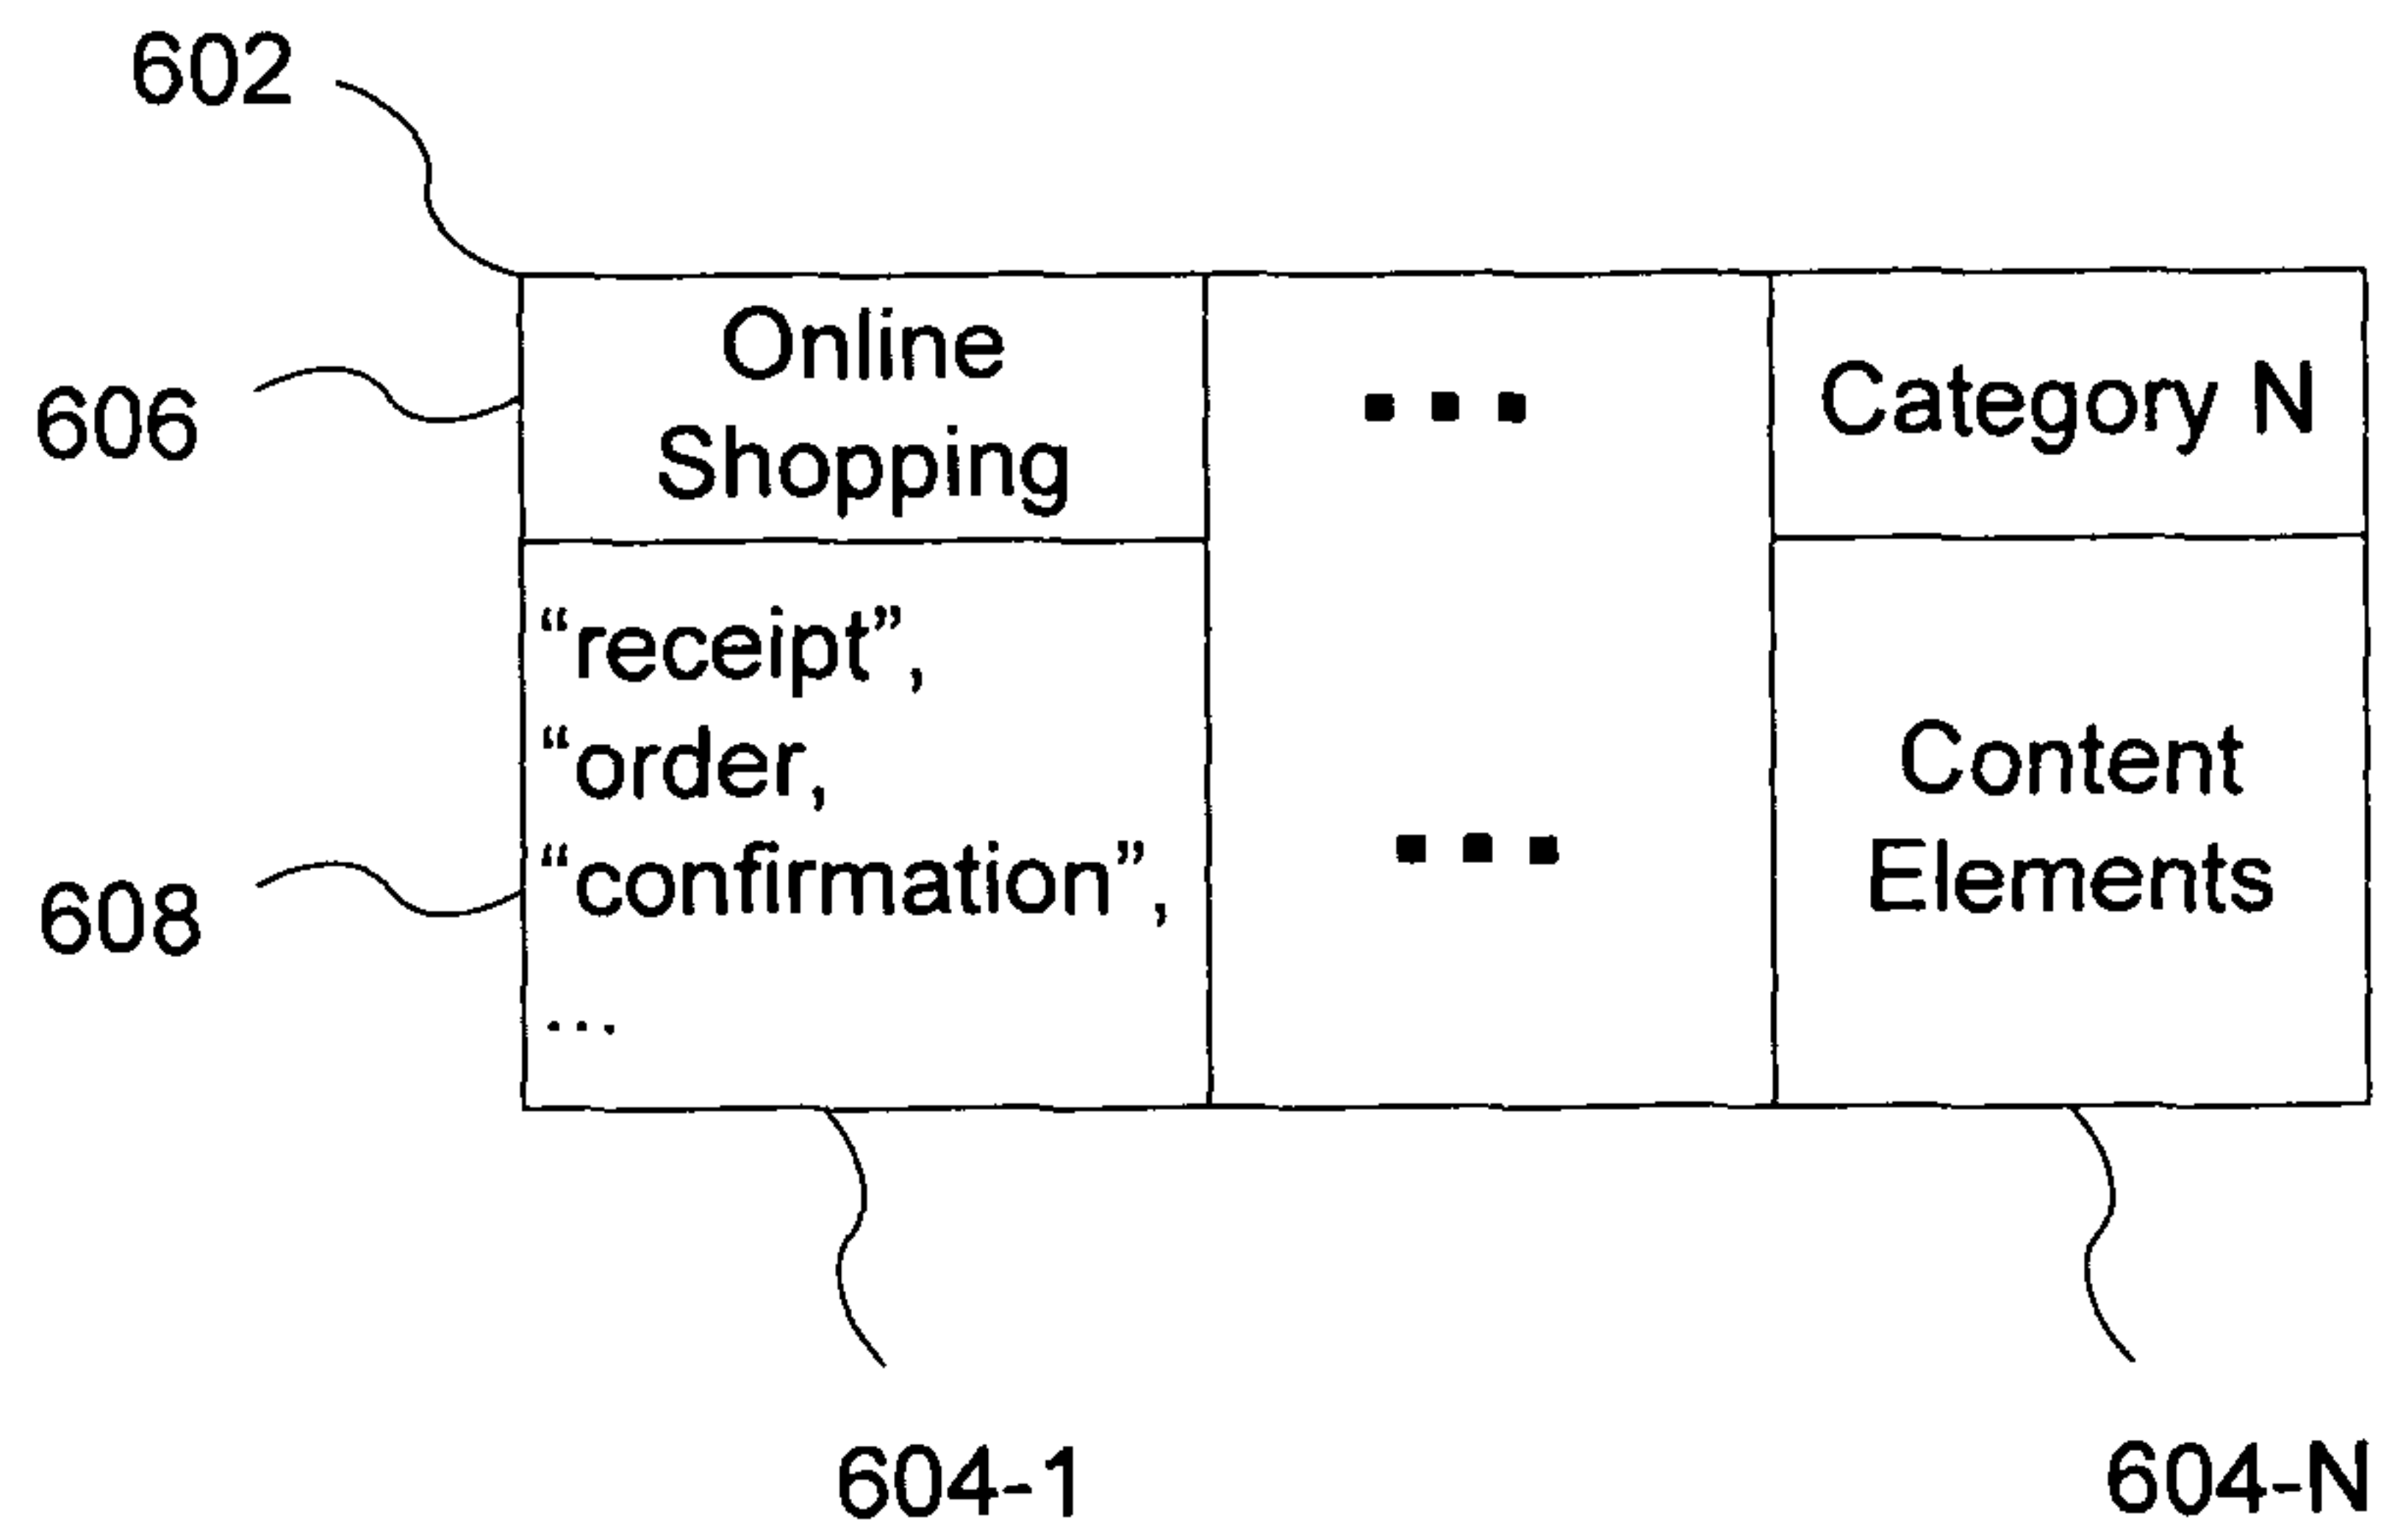 602
606
Online
Shopping
...
Category N
608
“receipt”,
“order,
“confirmation”,
...
...
Content
Elements
604-1
604-N